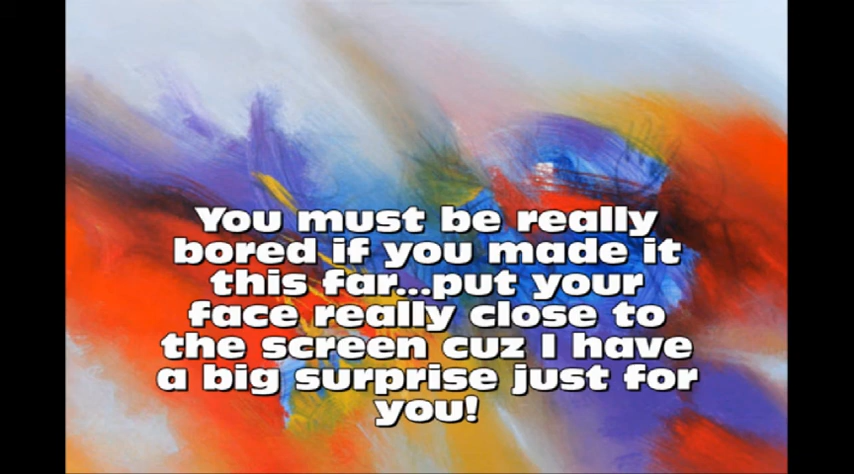 You must be really
bored if you made it
this far...put your
face really close to
the screen cuz I have
a big surprise just for
you!